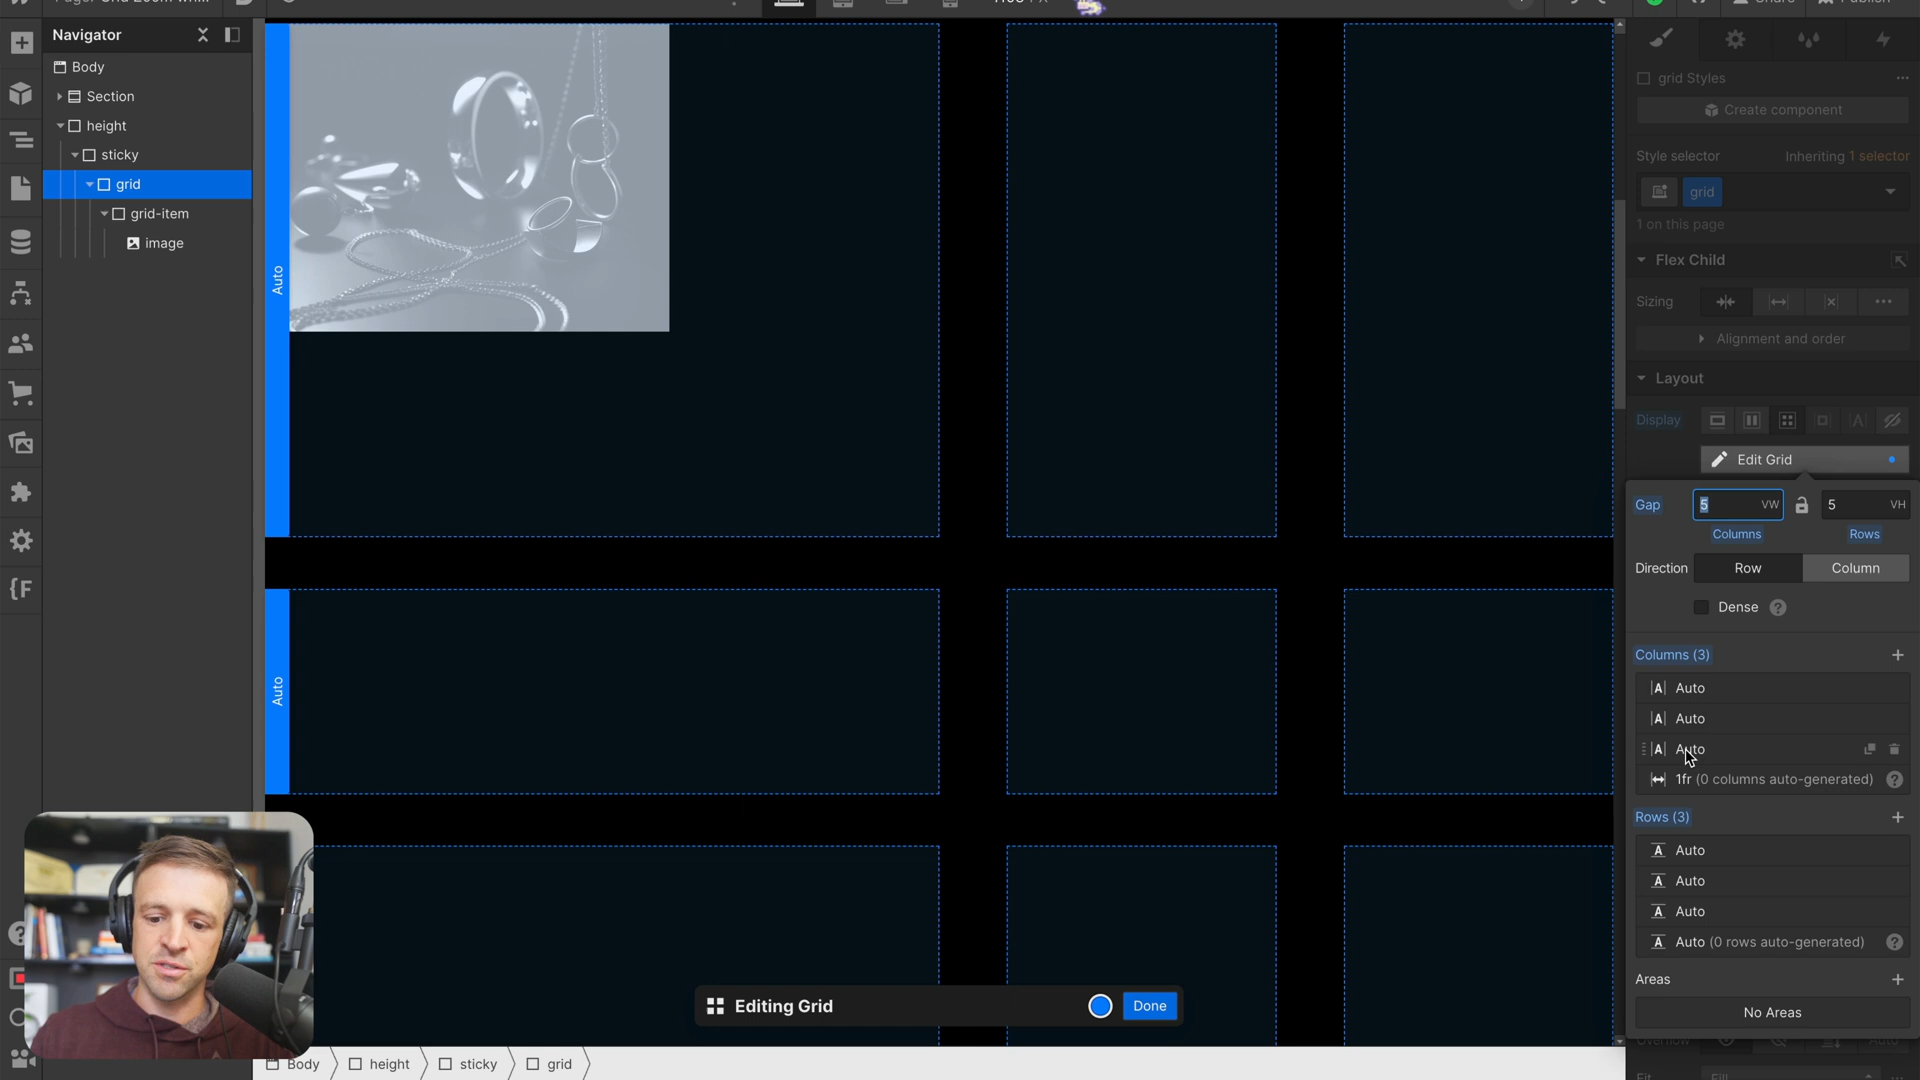 Navigator
Body
Section
height
sticky
grid
grid-item
image
Auto
Auto
Editing Grid
Done
Body
height
sticky
grid
Share
Publish
grid Styles
Create component
Style selector
Inheriting 1 selector
grid
1 on this page
Flex Child
Sizing
Alignment and order
Layout
Display
Edit Grid
Gap
5 VW
5 VH
Columns
Rows
Direction
Row
Column
Dense
Columns (3)
Auto
Auto
Auto
1fr (0 columns auto-generated)
Rows (3)
Auto
Auto
Auto
Auto (0 rows auto-generated)
Areas
No Areas
Overflow
Auto